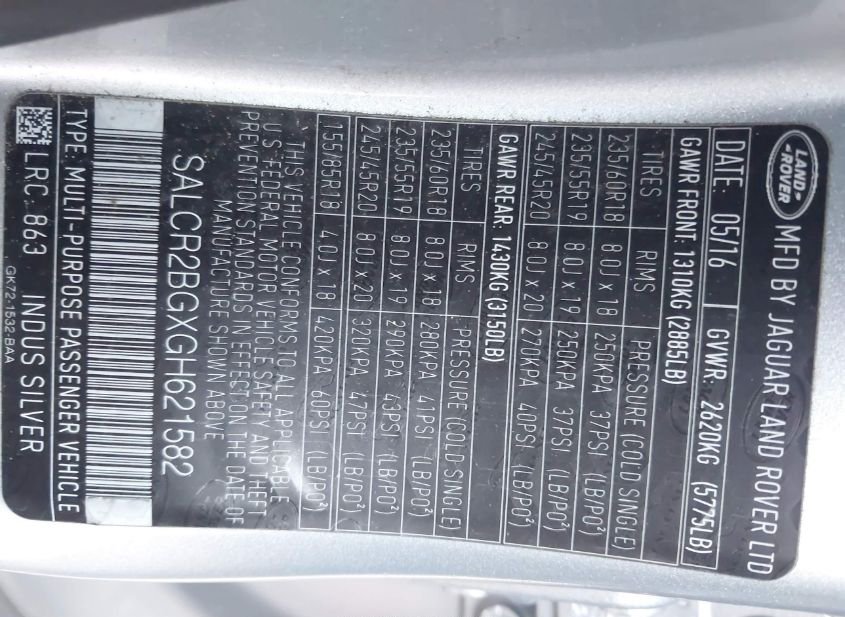 LAND-
-ROVER
MFD BY JAGUAR LAND ROVER LTD
DATE: 05/16 GVWR: 2620KG (5775LB)
GAWR FRONT: 1310KG (2885LB)
TIRES RIMS PRESSURE (COLD SINGLE)
235/60R18 8.0J x 18 250KPA 37PSI (LB/PO²)
235/55R19 8.0J x 19 250KPA 37PSI (LB/PO²)
245/45R20 8.0J x 20 270KPA 40PSI (LB/PO²)
GAWR REAR: 1430KG (3150LB)
TIRES RIMS PRESSURE (COLD-SINGLE)
235/60R18 8.0J x 18 280KPA 41PSI (LB/PO²)
235/55R19 8.0J x 19 290KPA 43PSI (LB/PO²)
245/45R20 8.0J x 20 320KPA 47PSI (LB/PO²)
155/85R18 4.0J x 18 420KPA 60PSI (LB/PO²)
THIS VEHICLE CONFORMS TO ALL APPLICABLE
U.S. FEDERAL MOTOR VEHICLE SAFETY AND THEFT
PREVENTION STANDARDS IN EFFECT ON THE DATE OF
MANUFACTURE SHOWN ABOVE
SALCR2BGXGH621582
TYPE: MULTI-PURPOSE PASSENGER VEHICLE
LRC: 863 INDUS SILVER
GK72-1532-BAA